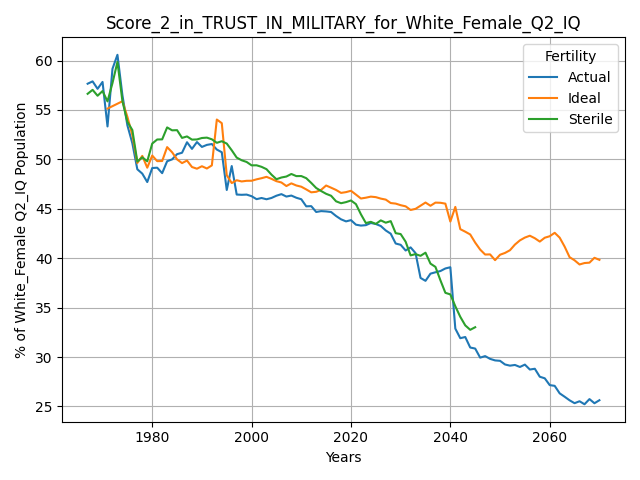 Score_2_in_TRUST_IN_MILITARY_for_White_Female_Q2_IQ
Fertility
Actual
Ideal
Sterile
% of White_Female Q2_IQ Population
60
55
50
45
40
35
30
25
1980
2000
2020
2040
2060
Years